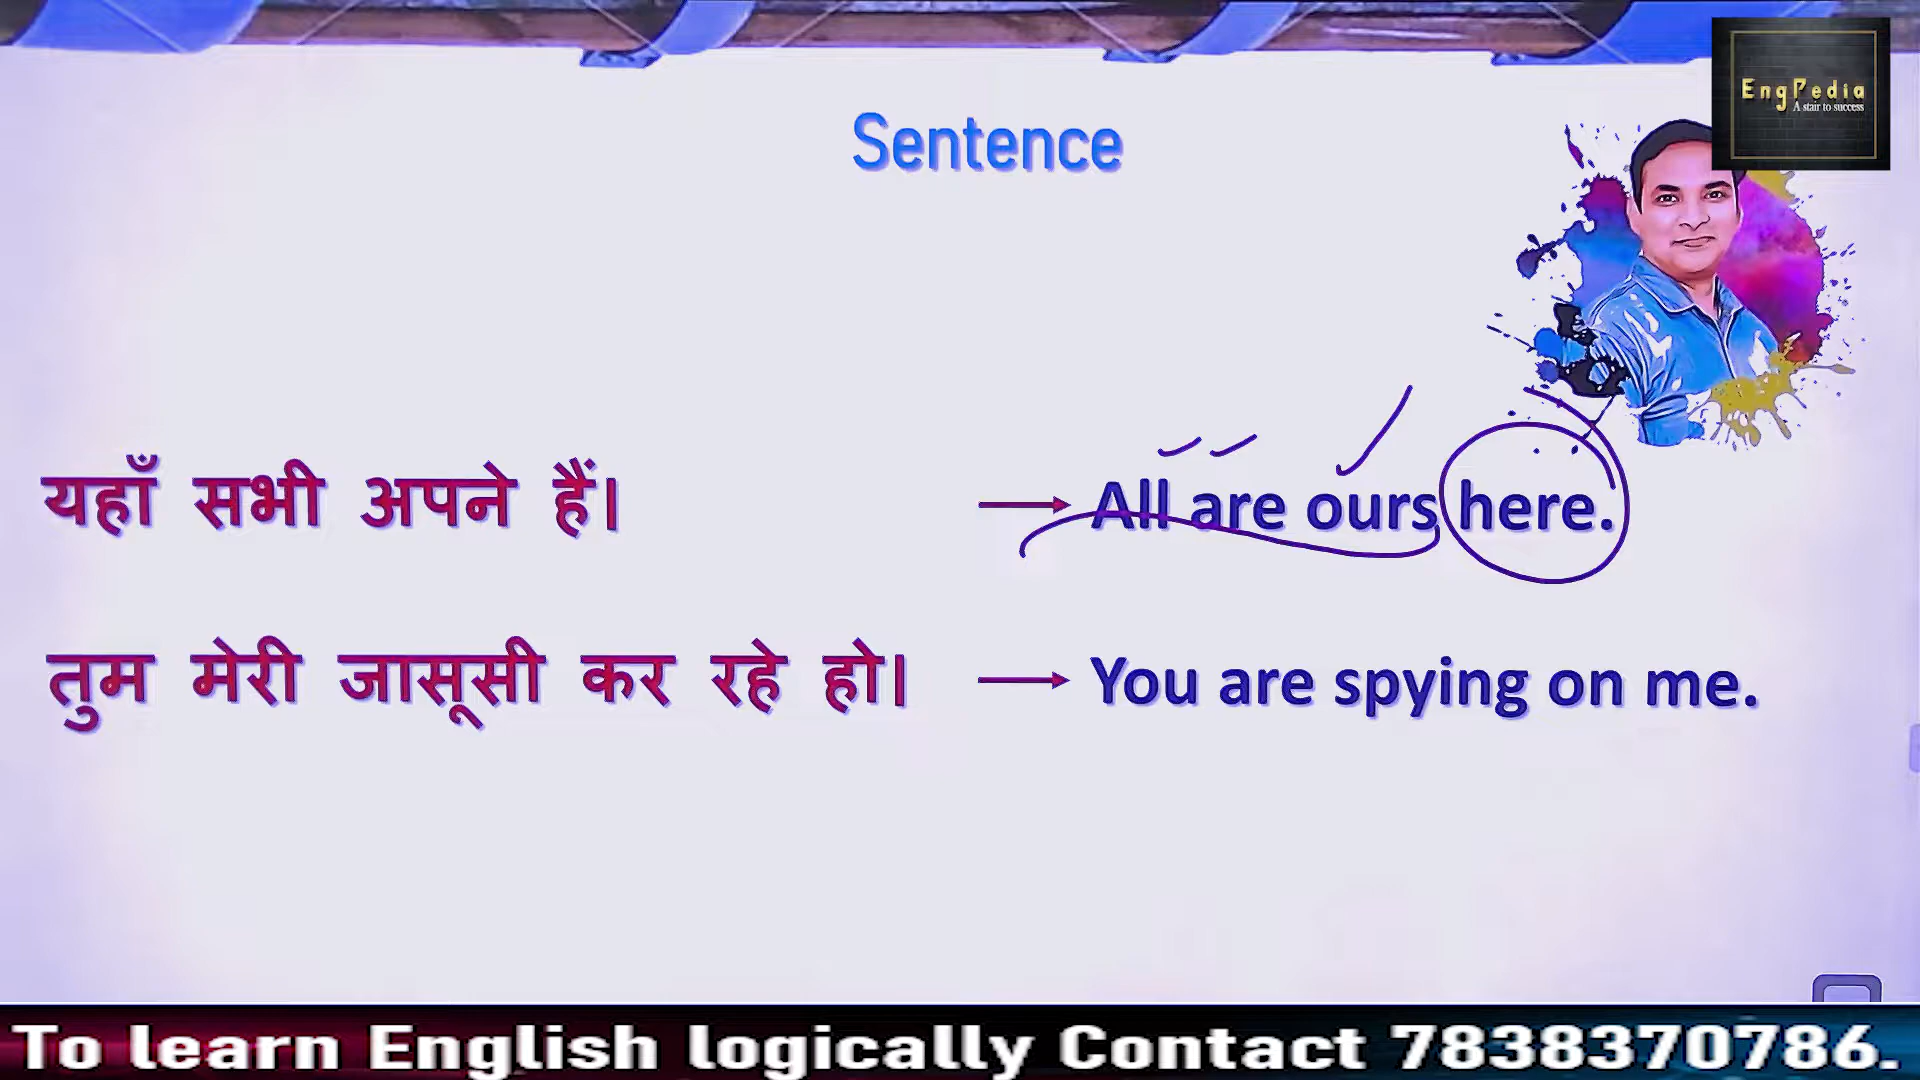 EngPedia
A stair to success
Sentence
यहाँ सभी अपने हैं। → All are ours here.
तुम मेरी जासूसी कर रहे हो। → You are spying on me.
To learn English logically Contact 7838370786.